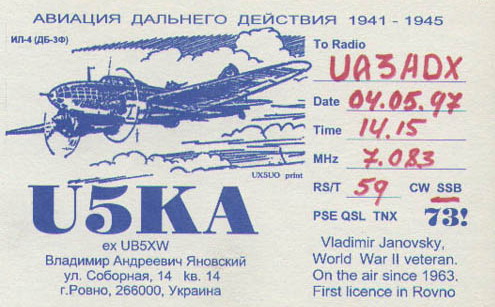 АВИАЦИЯ ДАЛЬНЕГО ДЕЙСТВИЯ 1941 - 1945
ИЛ-4 (ДБ-3Ф)
UX5UO print
U5KA
ex UB5XW
Владимир Андреевич Яновский
ул. Соборная, 14 кв. 14
г.Ровно, 266000, Украина
To Radio UA3ADX
Date 04.05.97
Time 14.15
MHz 7.083
RS/T 59 CW SSB
PSE QSL TNX 73!
Vladimir Janovsky,
World War II veteran.
On the air since 1963.
First licence in Rovno